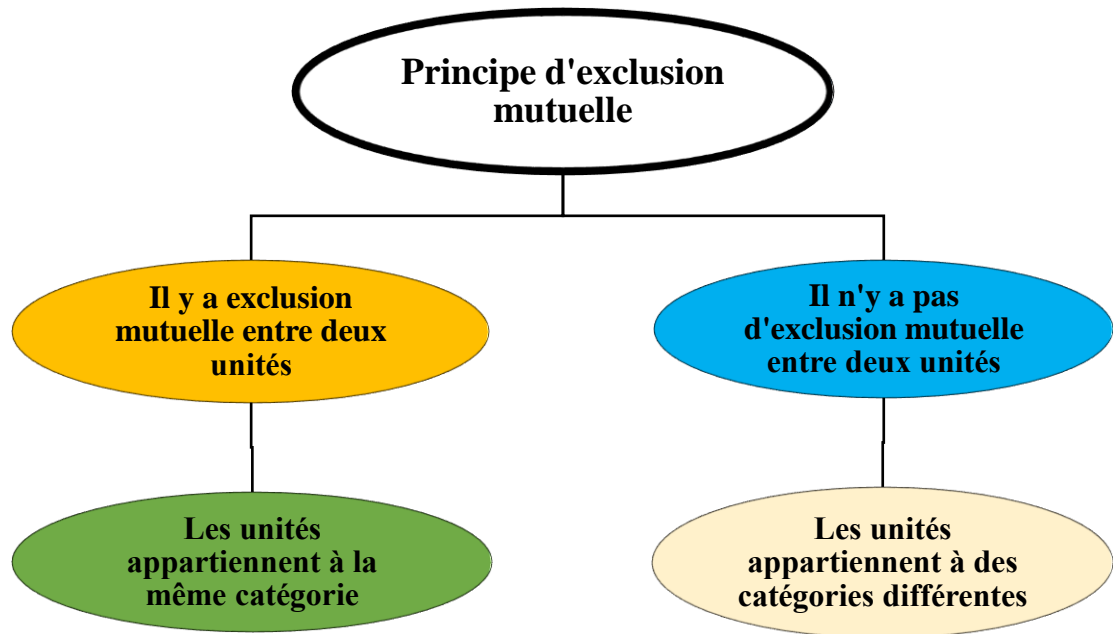 Principe d'exclusion
mutuelle
Il y a exclusion
mutuelle entre deux
unités
Il n'y a pas
d'exclusion mutuelle
entre deux unités
Les unités
appartiennent à la
même catégorie
Les unités
appartiennent à des
catégories différentes